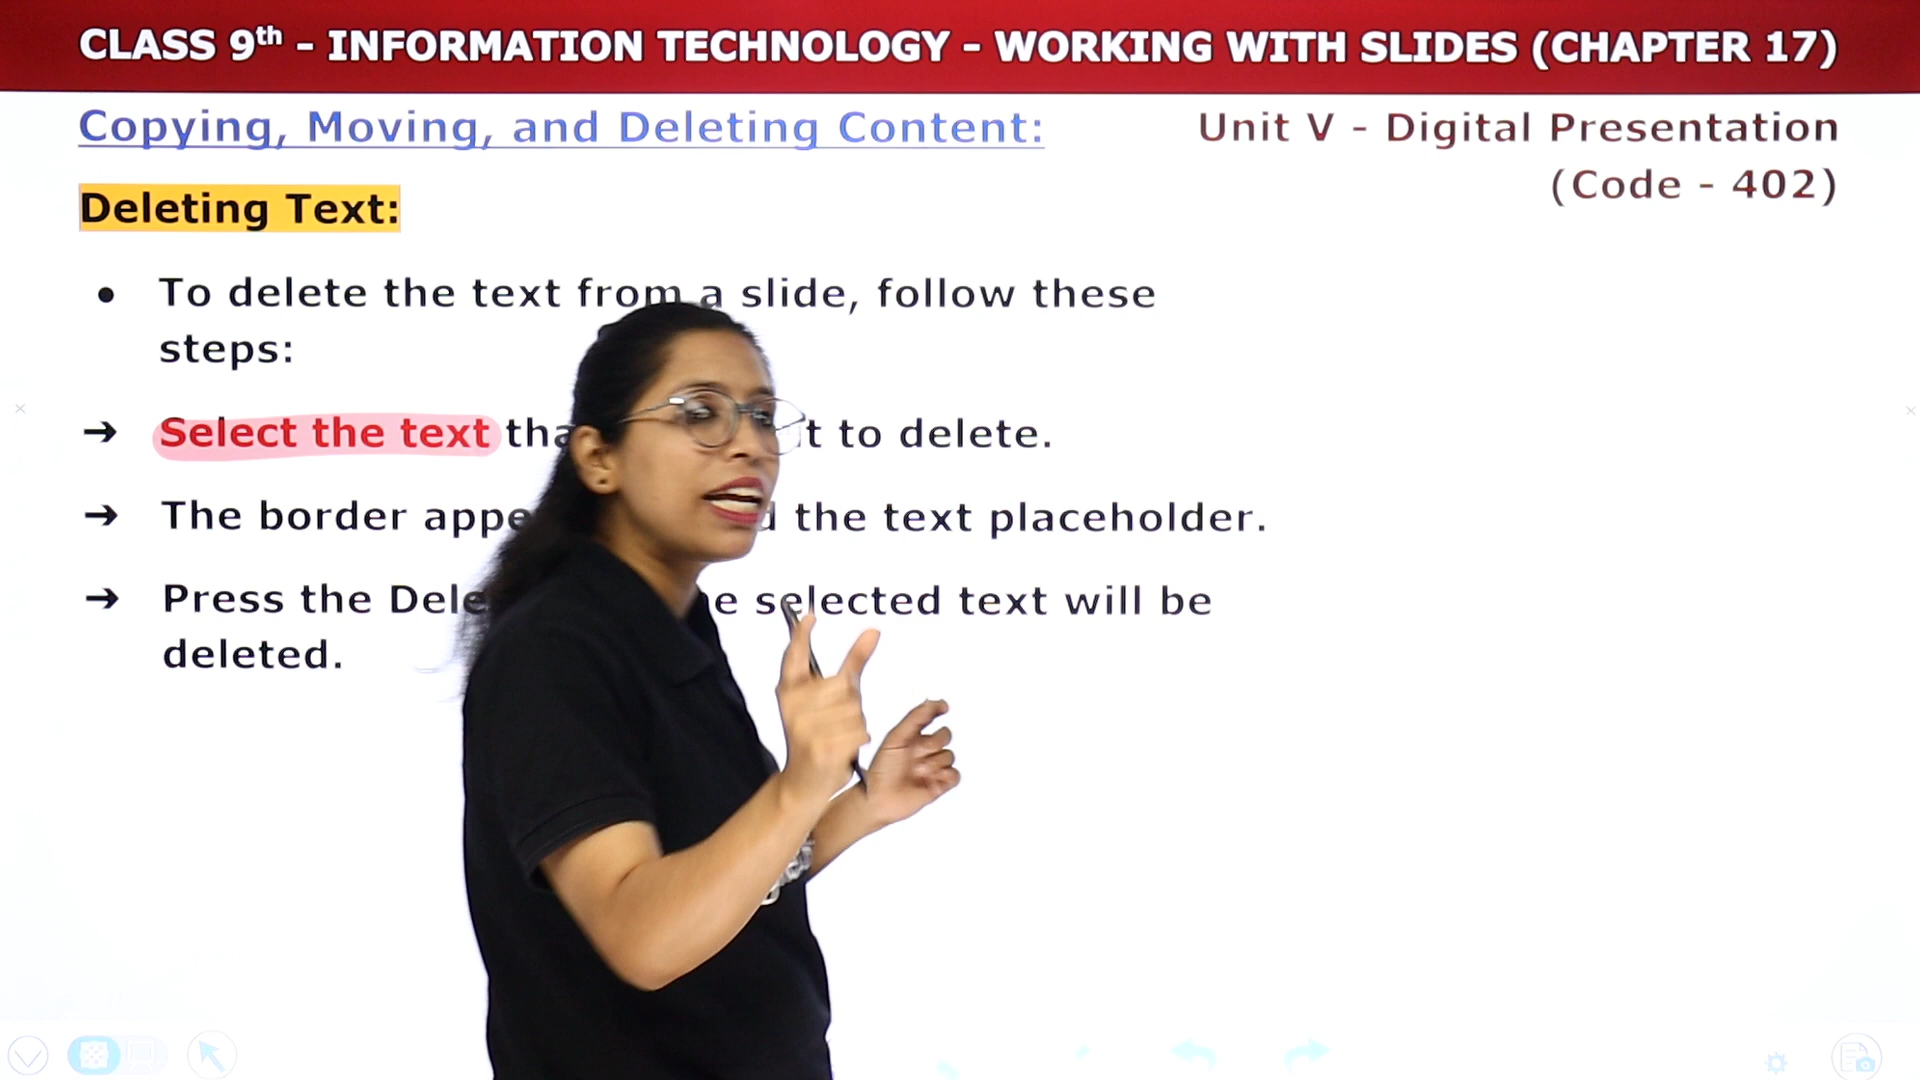 CLASS 9th - INFORMATION TECHNOLOGY - WORKING WITH SLIDES (CHAPTER 17)
Copying, Moving, and Deleting Content:
Unit V - Digital Presentation
(Code - 402)
Deleting Text:
● To delete the text from a slide, follow these
steps:
➔ Select the text to delete.
➔ The border the text placeholder.
➔ Press the selected text will be
deleted.